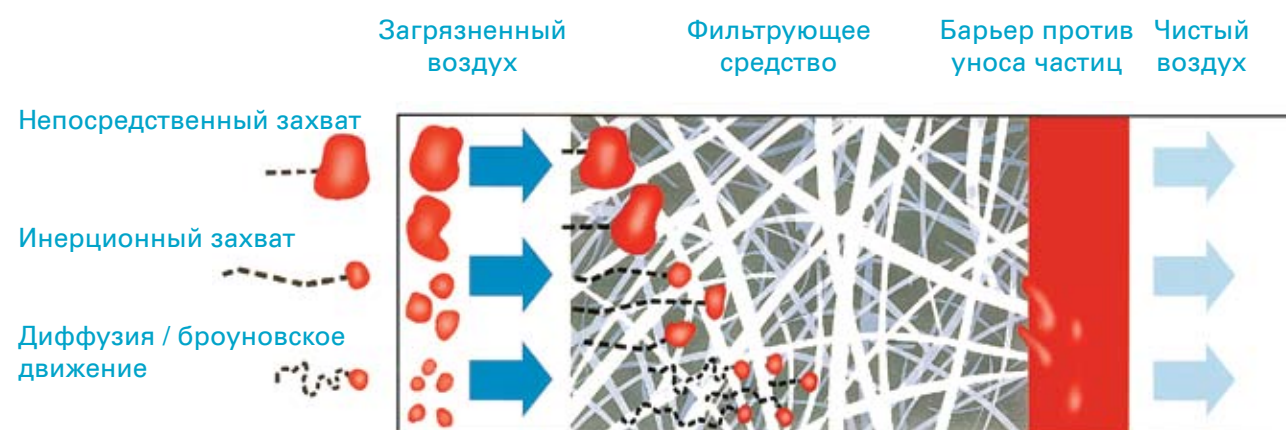 Загрязненный
воздух
Фильтрующее
средство
Барьер против
уноса частиц
Чистый
воздух
Непосредственный захват
Инерционный захват
Диффузия / броуновское
движение